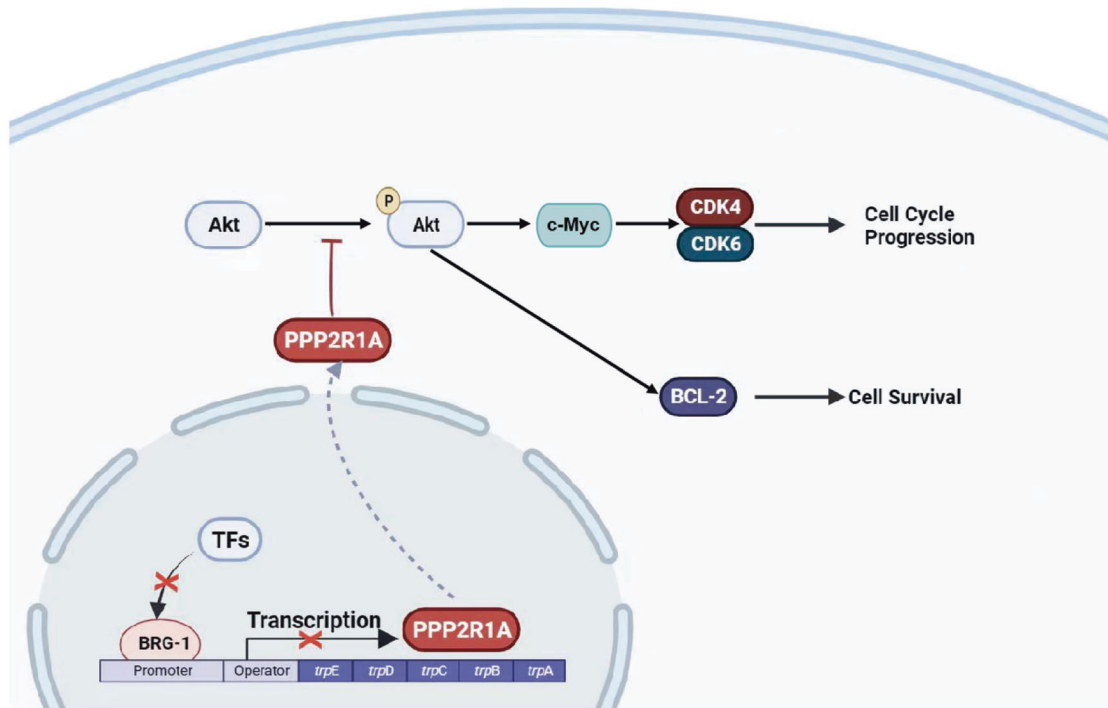 P
Akt
Akt
c-Myc
CDK4
CDK6
Cell Cycle
Progression
PPP2R1A
BCL-2
Cell Survival
TFs
Transcription
PPP2R1A
BRG-1
Promoter
Operator
trpE
trpD
trpC
trpB
trpA